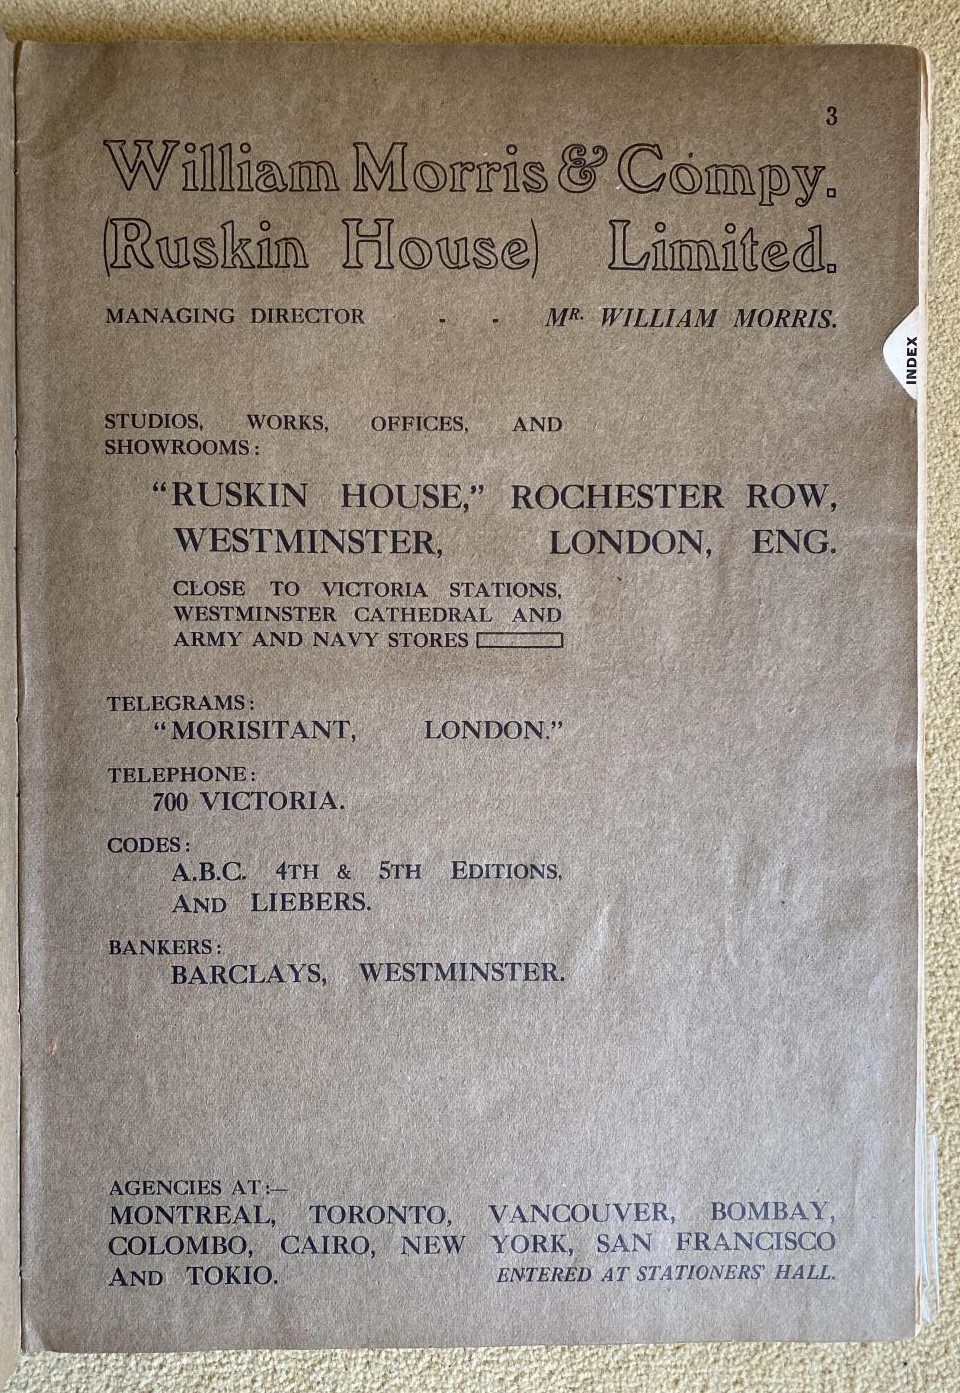 3
William Morris & Compy.
(Ruskin House) Limited.
MANAGING DIRECTOR - - MR. WILLIAM MORRIS.
INDEX
STUDIOS, WORKS, OFFICES, AND
SHOWROOMS:
"RUSKIN HOUSE," ROCHESTER ROW,
WESTMINSTER, LONDON, ENG.
CLOSE TO VICTORIA STATIONS,
WESTMINSTER CATHEDRAL AND
ARMY AND NAVY STORES
TELEGRAMS:
"MORISITANT, LONDON."
TELEPHONE:
700 VICTORIA.
CODES:
A.B.C. 4TH & 5TH EDITIONS,
AND LIEBERS.
BANKERS:
BARCLAYS, WESTMINSTER.
AGENCIES AT:—
MONTREAL, TORONTO, VANCOUVER, BOMBAY,
COLOMBO, CAIRO, NEW YORK, SAN FRANCISCO
AND TOKIO. ENTERED AT STATIONERS' HALL.